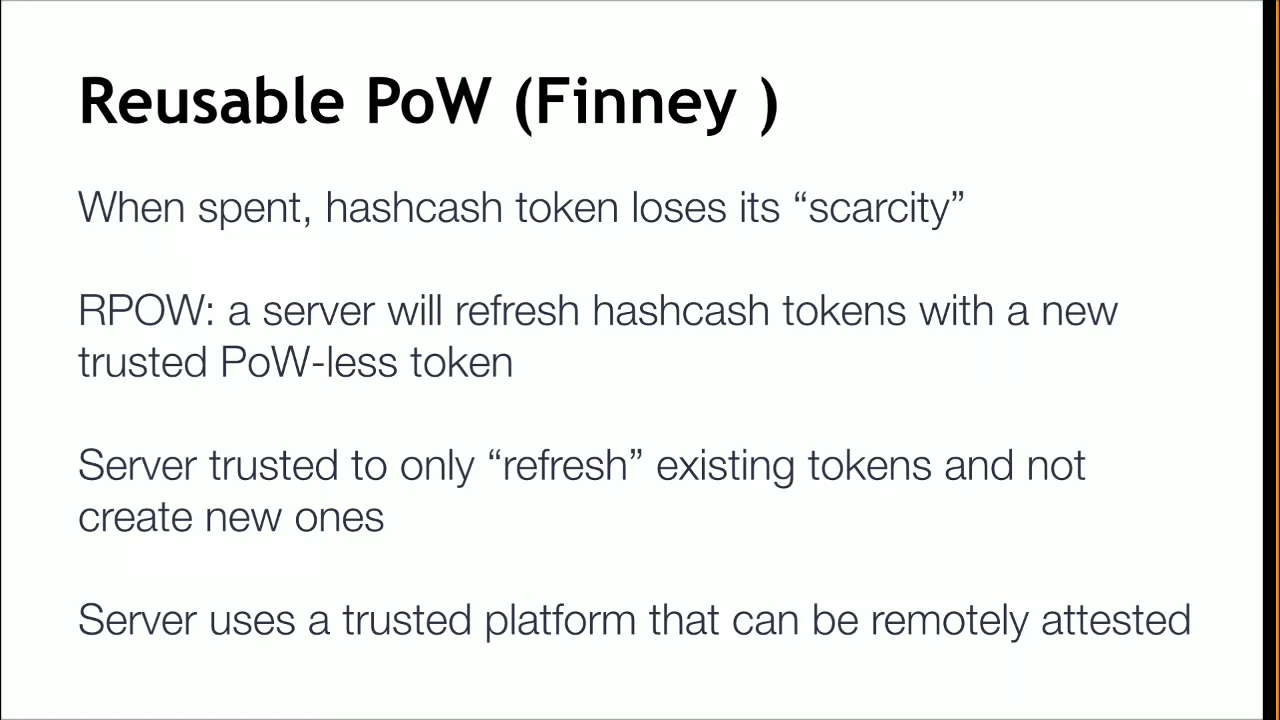 Reusable PoW (Finney )
When spent, hashcash token loses its “scarcity”
RPOW: a server will refresh hashcash tokens with a new
trusted PoW-less token
Server trusted to only “refresh” existing tokens and not
create new ones
Server uses a trusted platform that can be remotely attested